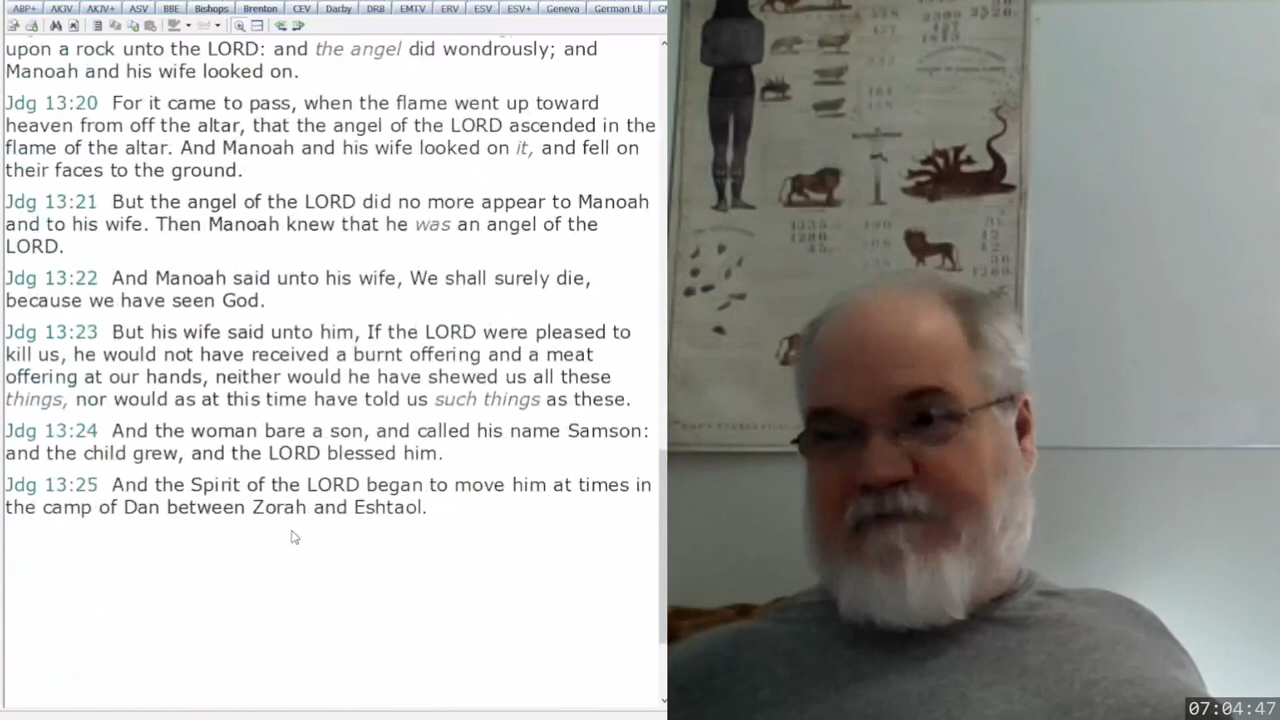 ABP+ AKJV AKJV+ ASV BBE Bishops Brenton CEV Darby DRB EMTV ERV ESV ESV+ Geneva German LB
upon a rock unto the LORD: and the angel did wondrously; and
Manoah and his wife looked on.
Jdg 13:20 For it came to pass, when the flame went up toward
heaven from off the altar, that the angel of the LORD ascended in the
flame of the altar. And Manoah and his wife looked on it, and fell on
their faces to the ground.
Jdg 13:21 But the angel of the LORD did no more appear to Manoah
and to his wife. Then Manoah knew that he was an angel of the
LORD.
Jdg 13:22 And Manoah said unto his wife, We shall surely die,
because we have seen God.
Jdg 13:23 But his wife said unto him, If the LORD were pleased to
kill us, he would not have received a burnt offering and a meat
offering at our hands, neither would he have shewed us all these
things, nor would as at this time have told us such things as these.
Jdg 13:24 And the woman bare a son, and called his name Samson:
and the child grew, and the LORD blessed him.
Jdg 13:25 And the Spirit of the LORD began to move him at times in
the camp of Dan between Zorah and Eshtaol.
2520
1335
1290
45
1260
07:04:47